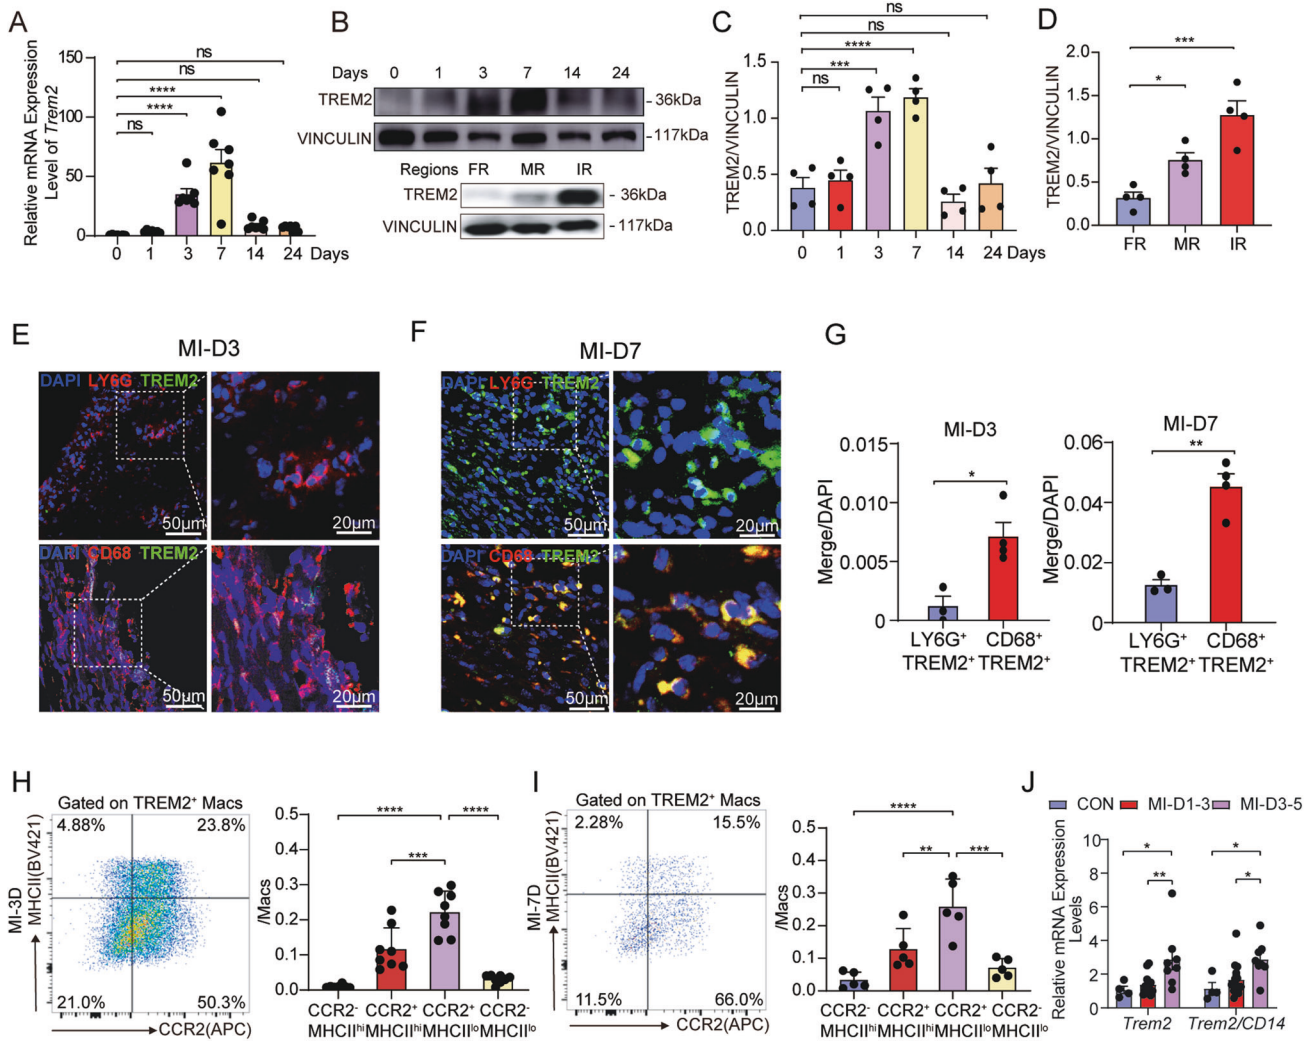 A
Relative mRNA Expression
Level of Trem2
150
100
50
0
ns
ns
****
****
ns
0 1 3 7 14 24 Days
B
Days 0 1 3 7 14 24
TREM2 - 36kDa
VINCULIN -117kDa
Regions FR MR IR
TREM2 - 36kDa
VINCULIN -117kDa
C
TREM2/VINCULIN
1.5
1.0
0.5
0.0
ns
ns
****
***
ns
0 1 3 7 14 24 Days
D
TREM2/VINCULIN
2.0
1.5
1.0
0.5
0.0
***
*
FR MR IR
E
MI-D3
DAPI LY6G TREM2
50μm 20μm
DAPI CD68 TREM2
50μm 20μm
F
MI-D7
DAPI LY6G TREM2
50μm 20μm
DAPI CD68 TREM2
50μm 20μm
G
MI-D3
Merge/DAPI
0.015
0.010
0.005
0
*
LY6G+ CD68+
TREM2+ TREM2+
MI-D7
Merge/DAPI
0.06
0.04
0.02
0
**
LY6G+ CD68+
TREM2+ TREM2+
H
Gated on TREM2+ Macs
4.88% 23.8%
21.0% 50.3%
MI-3D
MHCII(BV421)
CCR2(APC)
/Macs
0.5
0.4
0.3
0.2
0.1
0.0
**** ****
***
CCR2- CCR2+ CCR2+ CCR2-
MHCIIhi MHCIIhi MHCIIlo MHCIIlo
I
Gated on TREM2+ Macs
2.28% 15.5%
11.5% 66.0%
MI-7D
MHCII(BV421)
CCR2(APC)
/Macs
0.5
0.4
0.3
0.2
0.1
0.0
****
** ***
CCR2- CCR2+ CCR2+ CCR2-
MHCIIhi MHCIIhi MHCIIlo MHCIIlo
J
CON MI-D1-3 MI-D3-5
Relative mRNA Expression
Levels
10
8
6
4
2
0
* *
** *
Trem2 Trem2/CD14